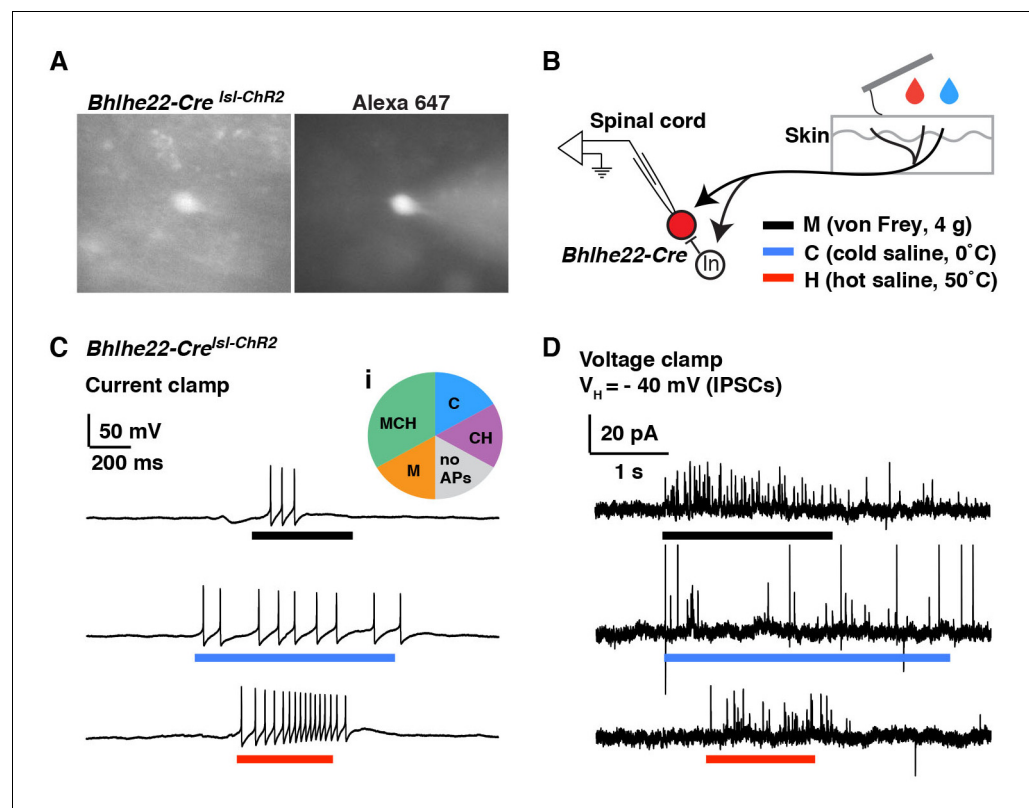 A
Bhlhe22-Cre lsl-ChR2
Alexa 647
B
Spinal cord
Skin
Bhlhe22-Cre
In
M (von Frey, 4 g)
C (cold saline, 0˚C)
H (hot saline, 50˚C)
C
Bhlhe22-Cre lsl-ChR2
Current clamp
50 mV
200 ms
i
MCH
C
CH
M
no
APs
D
Voltage clamp
V H = - 40 mV (IPSCs)
20 pA
1 s